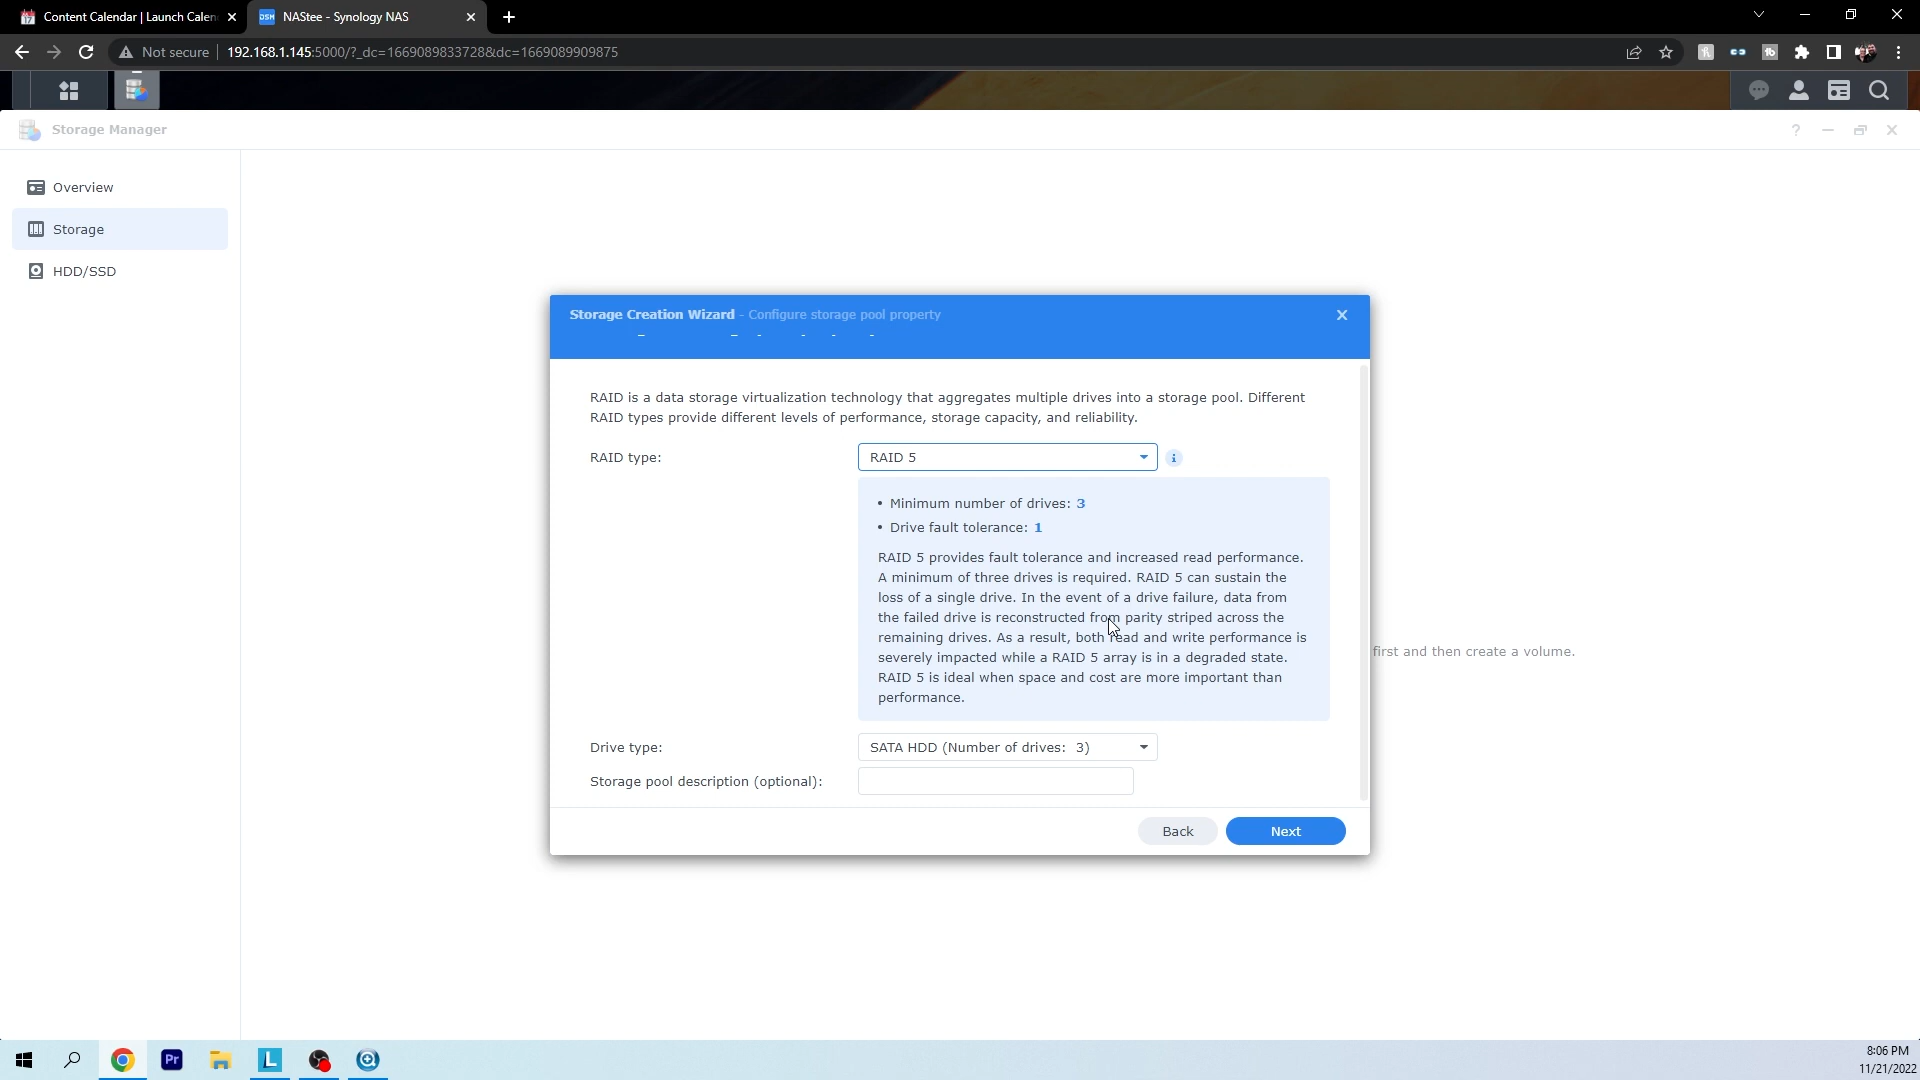 Content Calendar | Launch Calen
NAStee - Synology NAS
Not secure
192.168.1.145:5000/?_dc=1669089833728&dc=1669089909875
Storage Manager
Overview
Storage
HDD/SSD
Storage Creation Wizard - Configure storage pool property
RAID is a data storage virtualization technology that aggregates multiple drives into a storage pool. Different
RAID types provide different levels of performance, storage capacity, and reliability.
RAID type:
RAID 5
• Minimum number of drives: 3
• Drive fault tolerance: 1
RAID 5 provides fault tolerance and increased read performance.
A minimum of three drives is required. RAID 5 can sustain the
loss of a single drive. In the event of a drive failure, data from
the failed drive is reconstructed from parity striped across the
remaining drives. As a result, both read and write performance is
severely impacted while a RAID 5 array is in a degraded state.
RAID 5 is ideal when space and cost are more important than
performance.
first and then create a volume.
Drive type:
SATA HDD (Number of drives: 3)
Storage pool description (optional):
Back
Next
Pr
L
8:06 PM
11/21/2022